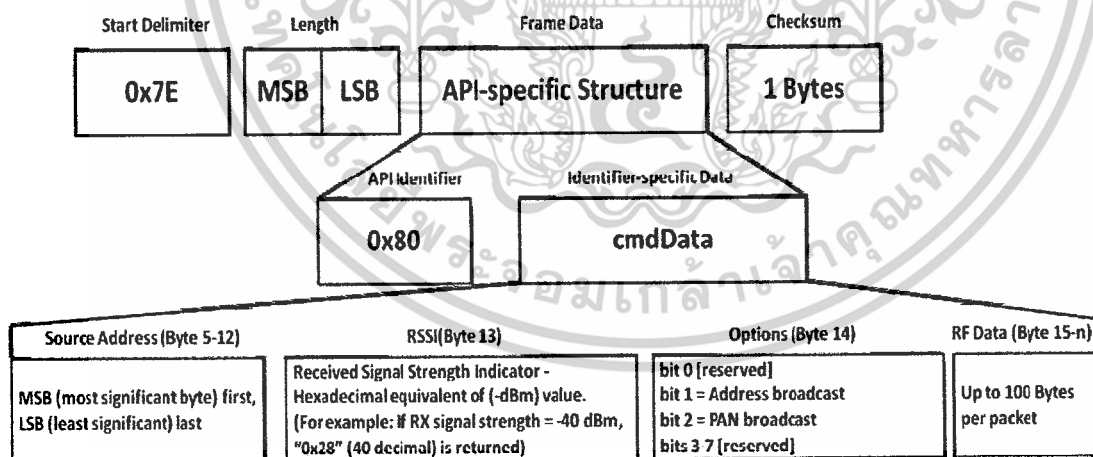 Start Delimiter
Length
Frame Data
Checksum
0x7E
MSB
LSB
API-specific Structure
1 Bytes
API Identifier
Identifier-specific Data
0x80
cmdData
Source Address (Byte 5-12)
MSB (most significant byte) first,
LSB (least significant) last
RSSI(Byte 13)
Received Signal Strength Indicator -
Hexadecimal equivalent of (-dBm) value.
(For example: If RX signal strength = -40 dBm,
"0x28" (40 decimal) is returned)
Options (Byte 14)
bit 0 [reserved]
bit 1 = Address broadcast
bit 2 = PAN broadcast
bits 3-7 [reserved]
RF Data (Byte 15-n)
Up to 100 Bytes
per packet